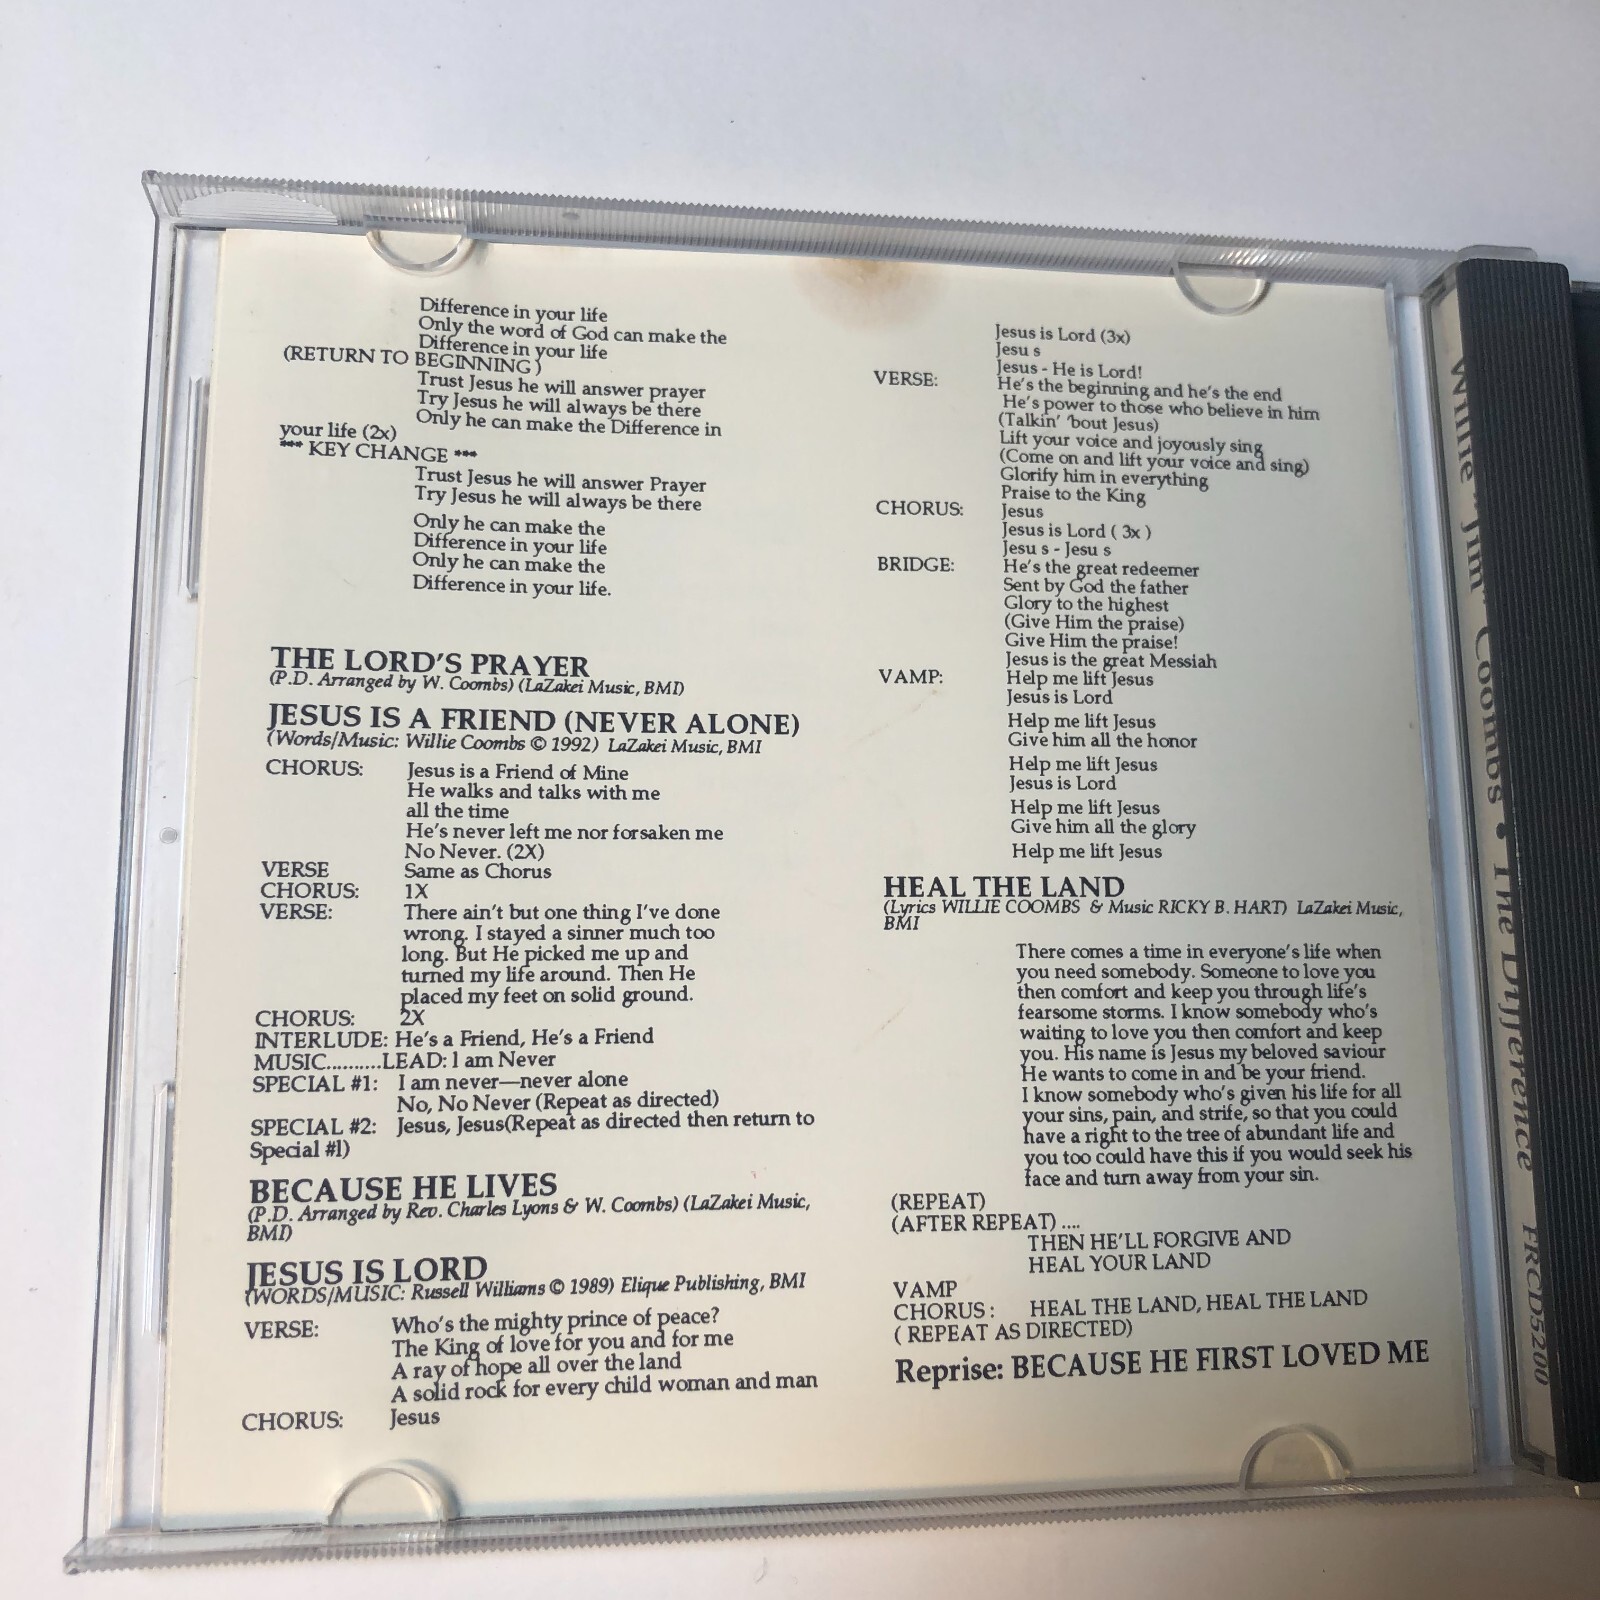 Difference in your life
Only the word of God can make the
Difference in your life
(RETURN TO BEGINNING )
Trust Jesus he will answer prayer
Try Jesus he will always be there
Only he can make the Difference in
your life (2x)
*** KEY CHANGE ***
Trust Jesus he will answer Prayer
Try Jesus he will always be there
Only he can make the
Difference in your life
Only he can make the
Difference in your life.
THE LORD'S PRAYER
(P.D. Arranged by W. Coombs) (LaZakei Music, BMI)
JESUS IS A FRIEND (NEVER ALONE)
(Words/Music: Willie Coombs © 1992) LaZakei Music, BMI
CHORUS: Jesus is a Friend of Mine
He walks and talks with me
all the time
He's never left me nor forsaken me
No Never. (2X)
VERSE Same as Chorus
CHORUS: 1X
VERSE: There ain't but one thing I've done
wrong. I stayed a sinner much too
long. But He picked me up and
turned my life around. Then He
placed my feet on solid ground.
CHORUS: 2X
INTERLUDE: He's a Friend, He's a Friend
MUSIC..........LEAD: I am Never
SPECIAL #1: I am never—never alone
No, No Never (Repeat as directed)
SPECIAL #2: Jesus, Jesus(Repeat as directed then return to
Special #1)
BECAUSE HE LIVES
(P.D. Arranged by Rev. Charles Lyons & W. Coombs) (LaZakei Music,
BMI)
JESUS IS LORD
(WORDS/MUSIC: Russell Williams © 1989) Elique Publishing, BMI
VERSE: Who's the mighty prince of peace?
The King of love for you and for me
A ray of hope all over the land
A solid rock for every child woman and man
CHORUS: Jesus
Jesus is Lord (3x)
Jesu s
Jesus - He is Lord!
VERSE: He's the beginning and he's the end
He's power to those who believe in him
(Talkin' 'bout Jesus)
Lift your voice and joyously sing
(Come on and lift your voice and sing)
Glorify him in everything
Praise to the King
CHORUS: Jesus
Jesus is Lord ( 3x )
Jesu s - Jesu s
BRIDGE: He's the great redeemer
Sent by God the father
Glory to the highest
(Give Him the praise)
Give Him the praise!
Jesus is the great Messiah
VAMP: Help me lift Jesus
Jesus is Lord
Help me lift Jesus
Give him all the honor
Help me lift Jesus
Jesus is Lord
Help me lift Jesus
Give him all the glory
Help me lift Jesus
HEAL THE LAND
(Lyrics WILLIE COOMBS & Music RICKY B. HART) LaZakei Music,
BMI
There comes a time in everyone's life when
you need somebody. Someone to love you
then comfort and keep you through life's
fearsome storms. I know somebody who's
waiting to love you then comfort and keep
you. His name is Jesus my beloved saviour
He wants to come in and be your friend.
I know somebody who's given his life for all
your sins, pain, and strife, so that you could
have a right to the tree of abundant life and
you too could have this if you would seek his
face and turn away from your sin.
(REPEAT)
(AFTER REPEAT) ....
THEN HE'LL FORGIVE AND
HEAL YOUR LAND
VAMP
CHORUS : HEAL THE LAND, HEAL THE LAND
( REPEAT AS DIRECTED)
Reprise: BECAUSE HE FIRST LOVED ME
Willie "Jim" Coombs • The Difference FRCD5200